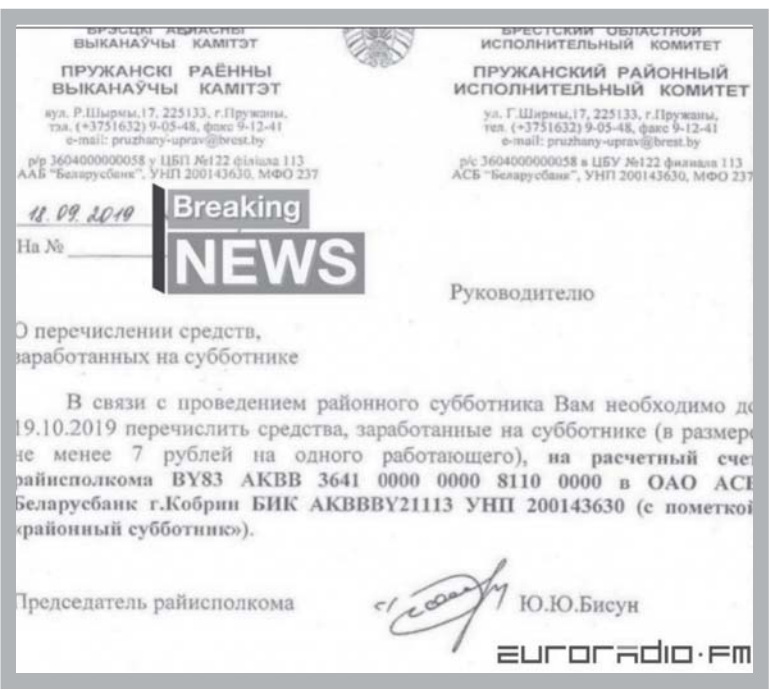 БРЭСЦКІ АБЛАСНЫ
ВЫКАНАЎЧЫ КАМІТЭТ
ПРУЖАНСКІ РАЁННЫ
ВЫКАНАЎЧЫ КАМІТЭТ
вул. Р.Шырмы,17, 225133, г.Пружаны,
тэл. (+3751632) 9-05-48, факс 9-12-41
e-mail: pruzhany-uprav@brest.by
р/р 3604000000058 у ЦБП №122 філіала 113
ААБ "Беларусбанк", УНП 200143630, МФО 237
БРЕСТСКИЙ ОБЛАСТНОЙ
ИСПОЛНИТЕЛЬНЫЙ КОМИТЕТ
ПРУЖАНСКИЙ РАЙОННЫЙ
ИСПОЛНИТЕЛЬНЫЙ КОМИТЕТ
ул. Г.Ширмы,17, 225133, г.Пружаны,
тел. (+3751632) 9-05-48, факс 9-12-41
e-mail: pruzhany-uprav@brest.by
р/с 3604000000058 в ЦБУ №122 филиала 113
АСБ "Беларусбанк", УНП 200143630, МФО 237
18.09.2019
Breaking
NEWS
На №
Руководителю
О перечислении средств,
заработанных на субботнике
В связи с проведением районного субботника Вам необходимо до
19.10.2019 перечислить средства, заработанные на субботнике (в размере
не менее 7 рублей на одного работающего), на расчетный счет
райисполкома BY83 AKBB 3641 0000 0000 8110 0000 в ОАО АСБ
Беларусбанк г.Кобрин БИК AKBBBY21113 УНП 200143630 (с пометкой
«районный субботник»).
Председатель райисполкома
Ю.Ю.Бисун
euroradio·fm